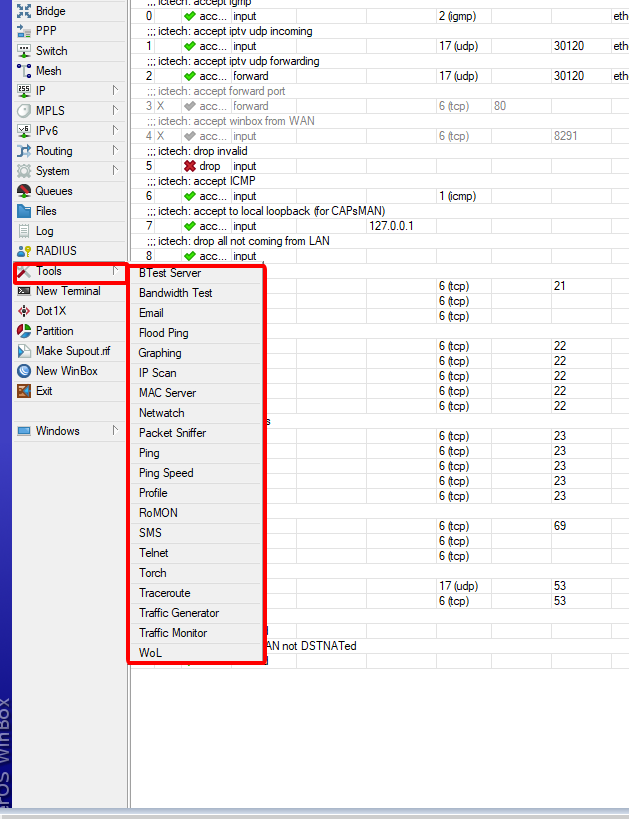 ;;; ictech: accept igmp
Bridge
0 acc... input 2 (igmp) ethe
PPP
;;; ictech: accept iptv udp incoming
Switch
1 acc... input 17 (udp) 30120 ethe
;;; ictech: accept iptv udp forwarding
Mesh
2 acc... forward 17 (udp) 30120 ethe
IP
;;; ictech: accept forward port
3 X acc... forward 6 (tcp) 80
MPLS
;;; ictech: accept winbox from WAN
IPv6
4 X acc... input 6 (tcp) 8291
Routing
;;; ictech: drop invalid
System
5 drop input
;;; ictech: accept ICMP
Queues
6 acc... input 1 (icmp)
Files
;;; ictech: accept to local loopback (for CAPsMAN)
Log
7 acc... input 127.0.0.1
;;; ictech: drop all not coming from LAN
RADIUS
8 acc... input
Tools
BTest Server
6 (tcp) 21
New Terminal
Bandwidth Test
6 (tcp)
Dot1X
Email
6 (tcp)
Partition
Flood Ping
Make Supout.rif
Graphing
6 (tcp) 22
6 (tcp) 22
New WinBox
IP Scan
6 (tcp) 22
Exit
MAC Server
6 (tcp) 22
Netwatch
6 (tcp) 22
s
Windows
Packet Sniffer
6 (tcp) 23
Ping
6 (tcp) 23
6 (tcp) 23
Ping Speed
6 (tcp) 23
Profile
6 (tcp) 23
RoMON
SMS
6 (tcp) 69
6 (tcp)
Telnet
6 (tcp)
Torch
Traceroute
17 (udp) 53
6 (tcp) 53
Traffic Generator
Traffic Monitor
AN not DSTNATed
WoL
erOS WinBox